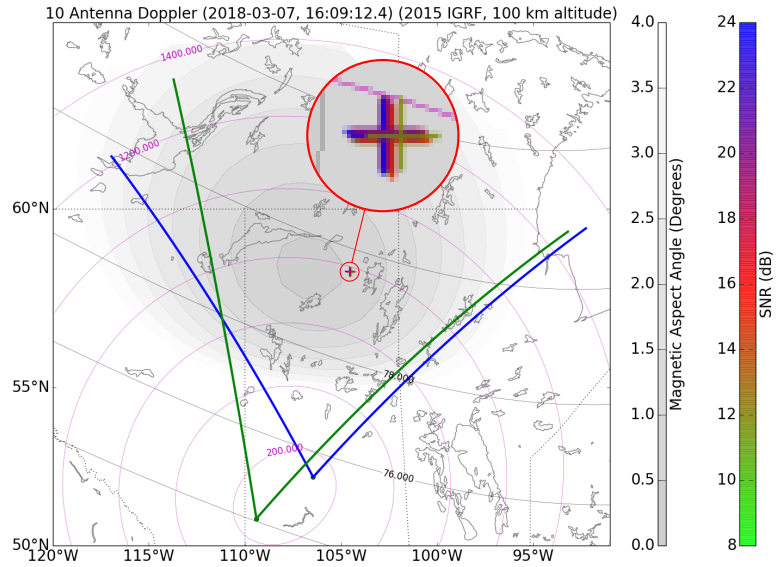 10 Antenna Doppler (2018-03-07, 16:09:12.4) (2015 IGRF, 100 km altitude)
1400.000
1200.000
200.000
78.000
76.000
60°N
55°N
50°N
120°W
115°W
110°W
105°W
100°W
95°W
4.0
3.5
3.0
2.5
2.0
1.5
1.0
0.5
0.0
Magnetic Aspect Angle (Degrees)
24
22
20
18
16
14
12
10
8
SNR (dB)